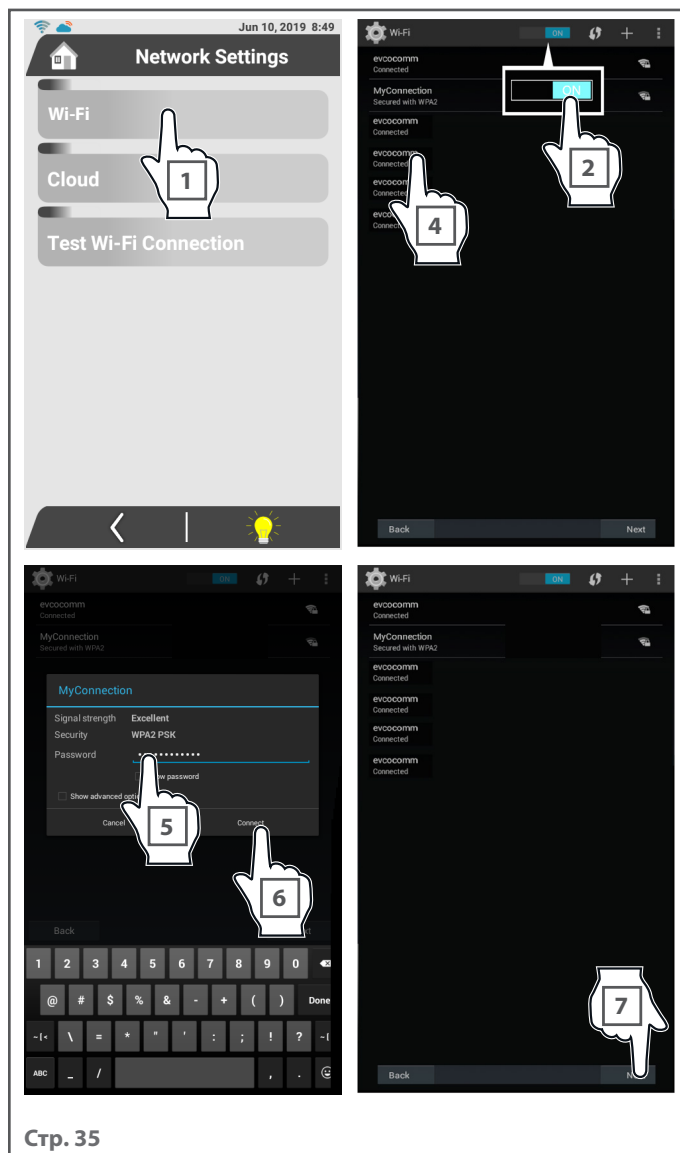 Jun 10, 2019 8:49
Network Settings
Wi-Fi
Cloud
Test Wi-Fi Connection
1
Wi-Fi
ON
evcocomm
Connected
MyConnection
Secured with WPA2
ON
2
evcocomm
Connected
evcocomm
Connected
evcocom
Connected
evco
Connect
4
Back
Next
Wi-Fi
ON
evcocomm
Connected
MyConnection
Secured with WPA2
MyConnection
Signal strength Excellent
Security WPA2 PSK
Password ••••••••••••
password
Show advanced
Cancel
Connect
5
6
Back
1 2 3 4 5 6 7 8 9 0
@ # $ % & - + ( ) Done
~[< \ = * " ' : ; ! ?
ABC _ / , .
Wi-Fi
ON
evcocomm
Connected
MyConnection
Secured with WPA2
evcocomm
Connected
evcocomm
Connected
evcocomm
Connected
evcocomm
Connected
7
Back
Стр. 35